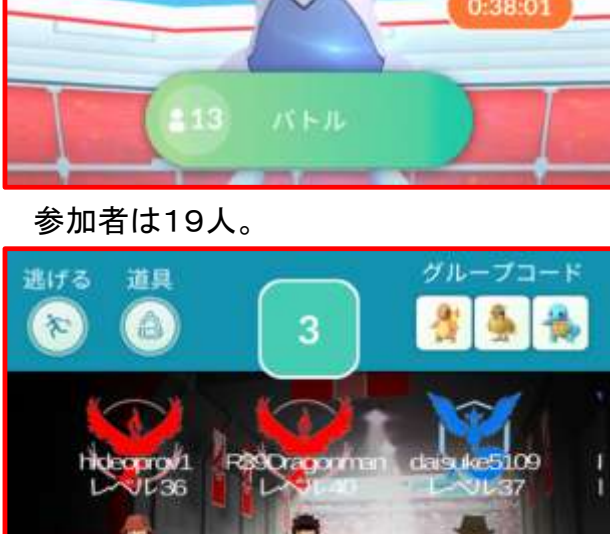 0:38:01
13 バトル
参加者は19人。
逃げる 道具 3 グループコード
hideoprov1 R39Dragonman daisuke5109
レベル36 レベル40 レベル37